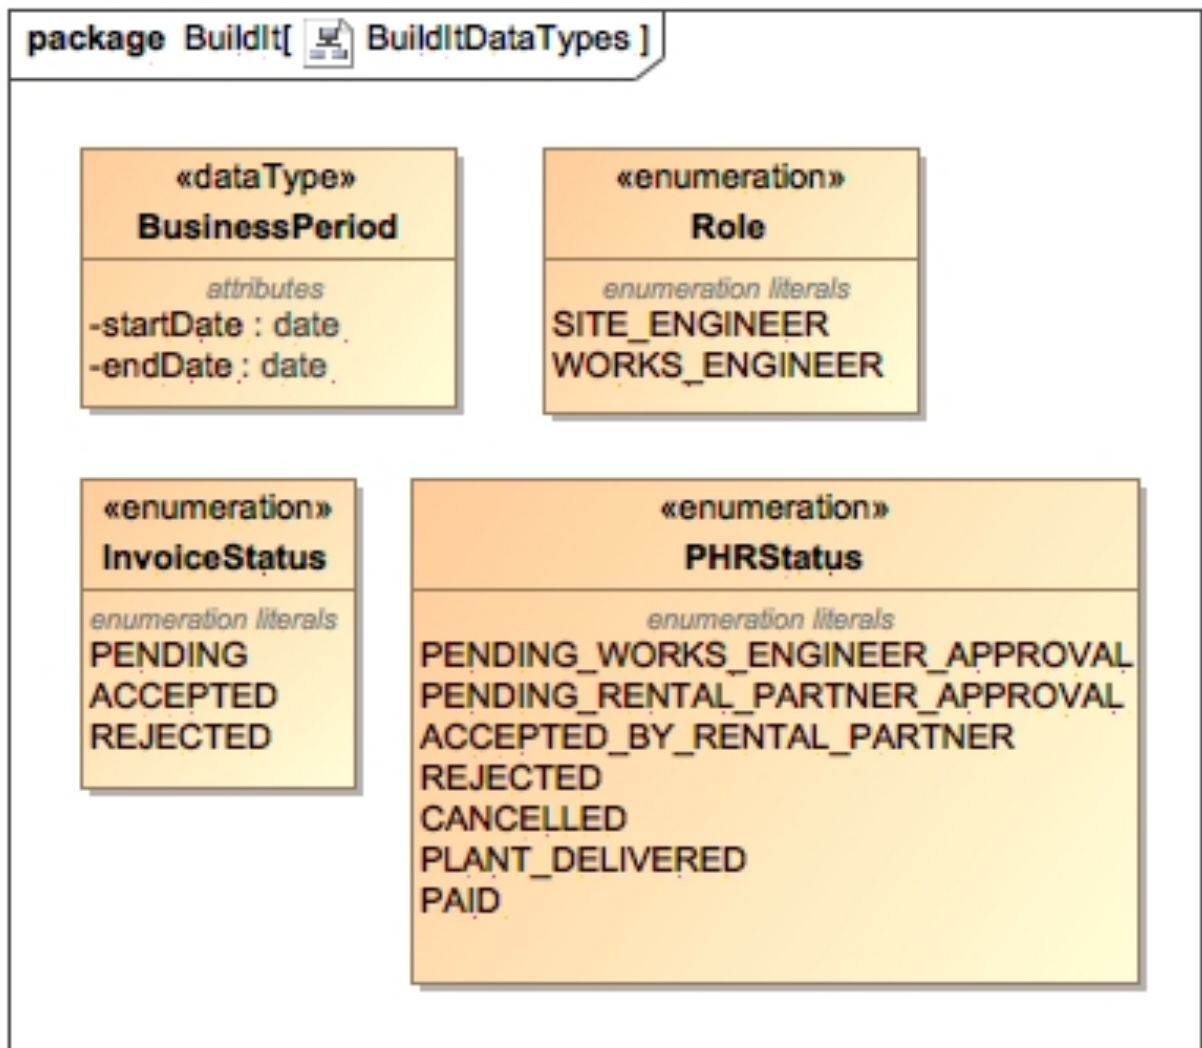 package BuildIt[ BuildItDataTypes ]
«dataType»
BusinessPeriod
attributes
-startDate : date
-endDate : date
«enumeration»
Role
enumeration literals
SITE_ENGINEER
WORKS_ENGINEER
«enumeration»
InvoiceStatus
enumeration literals
PENDING
ACCEPTED
REJECTED
«enumeration»
PHRStatus
enumeration literals
PENDING_WORKS_ENGINEER_APPROVAL
PENDING_RENTAL_PARTNER_APPROVAL
ACCEPTED_BY_RENTAL_PARTNER
REJECTED
CANCELLED
PLANT_DELIVERED
PAID